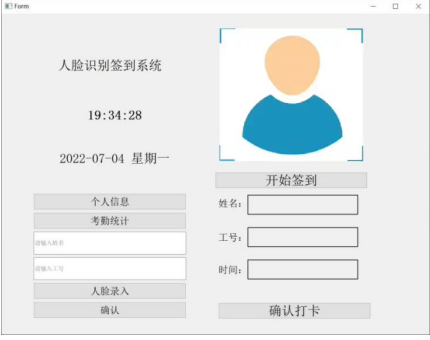 Form
人脸识别签到系统
19:34:28
2022-07-04 星期一
个人信息
考勤统计
请输入姓名
请输入工号
人脸录入
确认
开始签到
姓名:
工号:
时间:
确认打卡